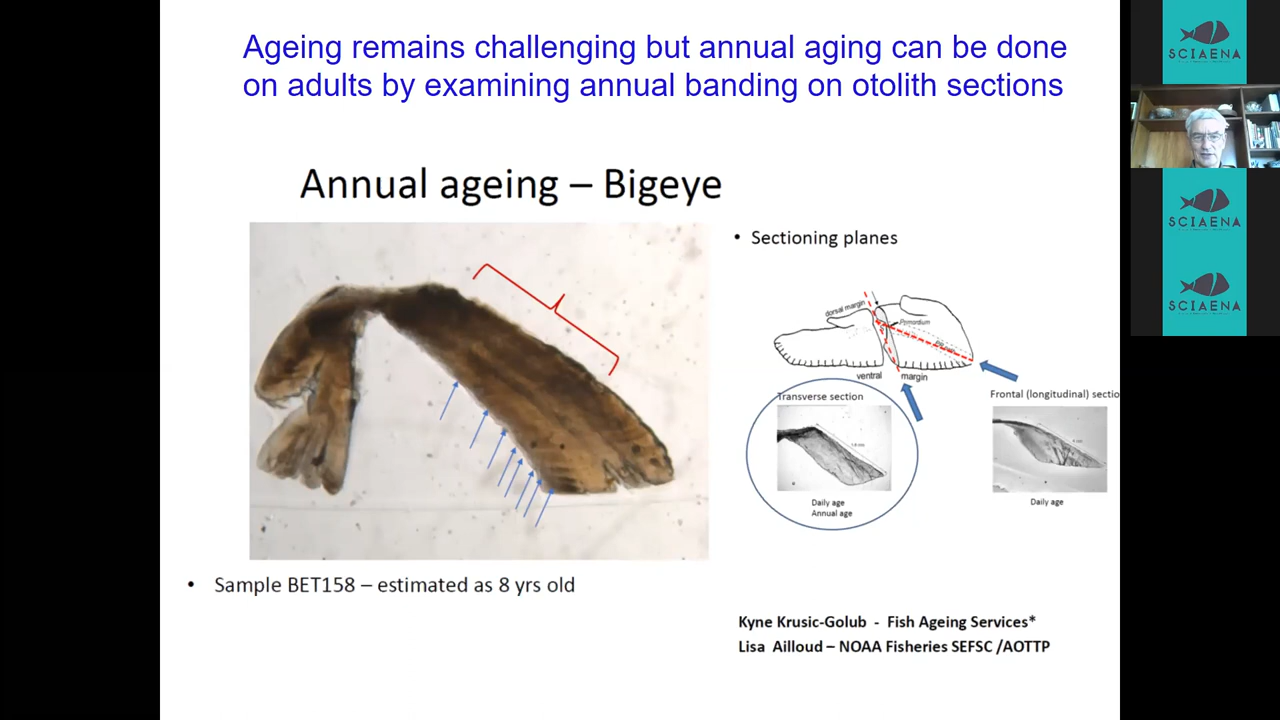 Ageing remains challenging but annual aging can be done
on adults by examining annual banding on otolith sections
Annual ageing – Bigeye
• Sectioning planes
dorsal margin
Primordium
ventral
margin
Transverse section
Frontal (longitudinal) sectio
Daily age
Annual age
Daily age
• Sample BET158 – estimated as 8 yrs old
Kyne Krusic-Golub - Fish Ageing Services*
Lisa Ailloud – NOAA Fisheries SEFSC /AOTTP
SCIAENA
SCIAENA
SCIAENA